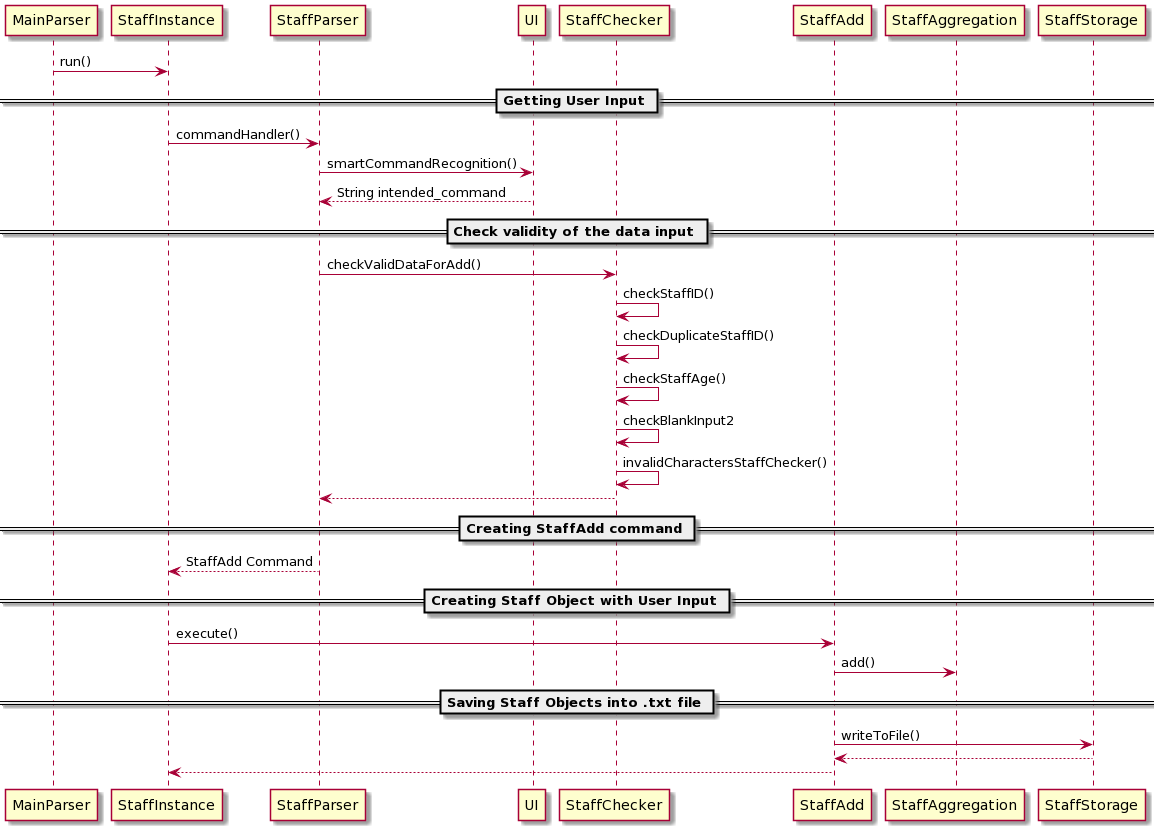 MainParser StaffInstance StaffParser UI StaffChecker StaffAdd StaffAggregation StaffStorage
run()
Getting User Input
commandHandler()
smartCommandRecognition()
String intended_command
Check validity of the data input
checkValidDataForAdd()
checkStaffID()
checkDuplicateStaffID()
checkStaffAge()
checkBlankInput2
invalidCharactersStaffChecker()
Creating StaffAdd command
StaffAdd Command
Creating Staff Object with User Input
execute()
add()
Saving Staff Objects into .txt file
writeToFile()
MainParser StaffInstance StaffParser UI StaffChecker StaffAdd StaffAggregation StaffStorage